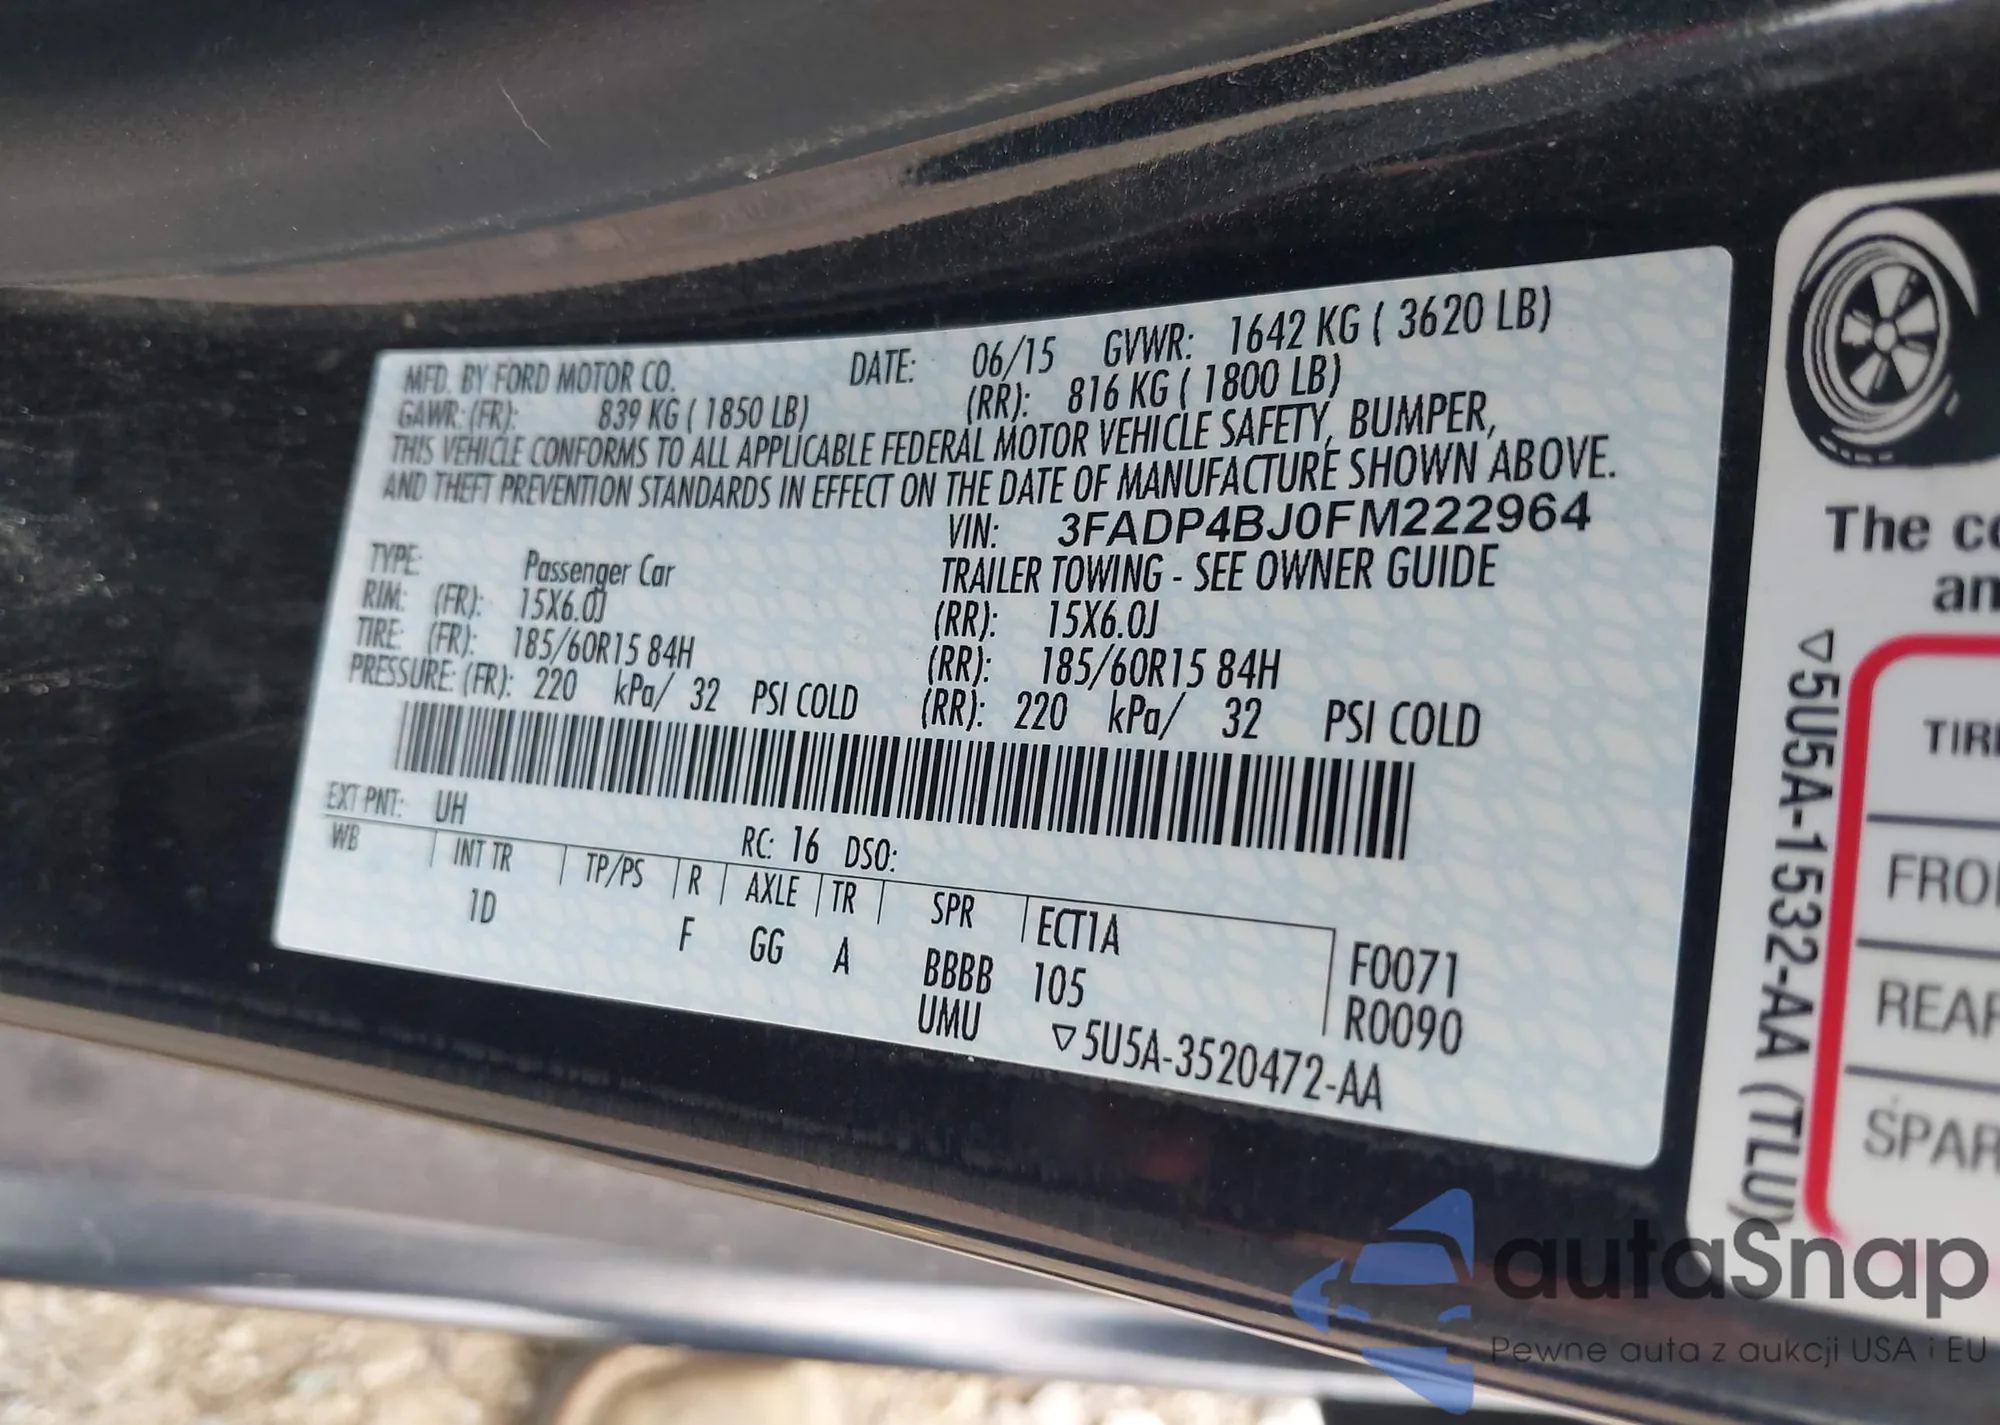 MFD. BY FORD MOTOR CO. DATE: 06/15 GVWR: 1642 KG ( 3620 LB)
GAWR: (FR): 839 KG ( 1850 LB) (RR): 816 KG ( 1800 LB)
THIS VEHICLE CONFORMS TO ALL APPLICABLE FEDERAL MOTOR VEHICLE SAFETY, BUMPER,
AND THEFT PREVENTION STANDARDS IN EFFECT ON THE DATE OF MANUFACTURE SHOWN ABOVE.
VIN: 3FADP4BJ0FM222964
TYPE: Passenger Car TRAILER TOWING - SEE OWNER GUIDE
RIM: (FR): 15X6.0J (RR): 15X6.0J
TIRE: (FR): 185/60R15 84H (RR): 185/60R15 84H
PRESSURE: (FR): 220 kPa/ 32 PSI COLD (RR): 220 kPa/ 32 PSI COLD
EXT PNT: UH RC: 16 DSO:
WB INT TR TP/PS R AXLE TR SPR ECT1A F0071
1D F GG A BBBB 105 R0090
UMU ▽5U5A-3520472-AA
The
▽5U5A-1532-AA (TLU)
autaSnap
Pewne auta z aukcji USA i EU